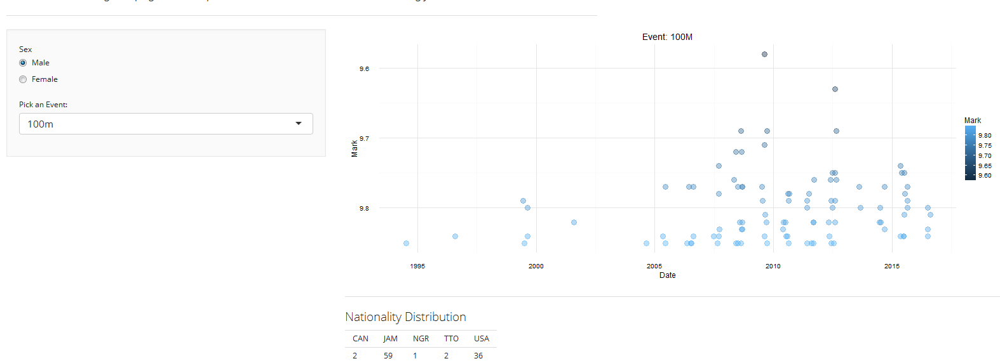 Sex
Male
Female
Pick an Event:
100m
Event: 100M
Mark
9.6
9.7
9.8
1995 2000 2005 2010 2015
Date
Mark
9.80
9.75
9.70
9.65
9.60
Nationality Distribution
CAN JAM NGR TTO USA
2 59 1 2 36